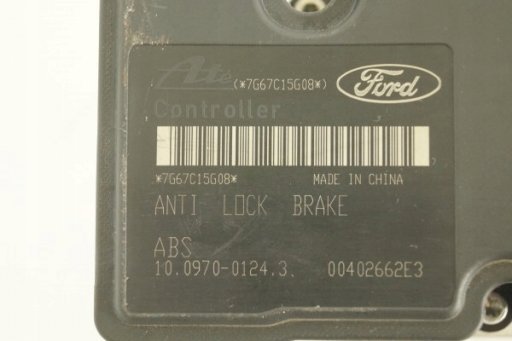 Ate (*7G67C15G08*) Ford
Controller
*7G67C15G08* MADE IN CHINA
ANTI LOCK BRAKE
ABS
10.0970-0124.3. 00402662E3